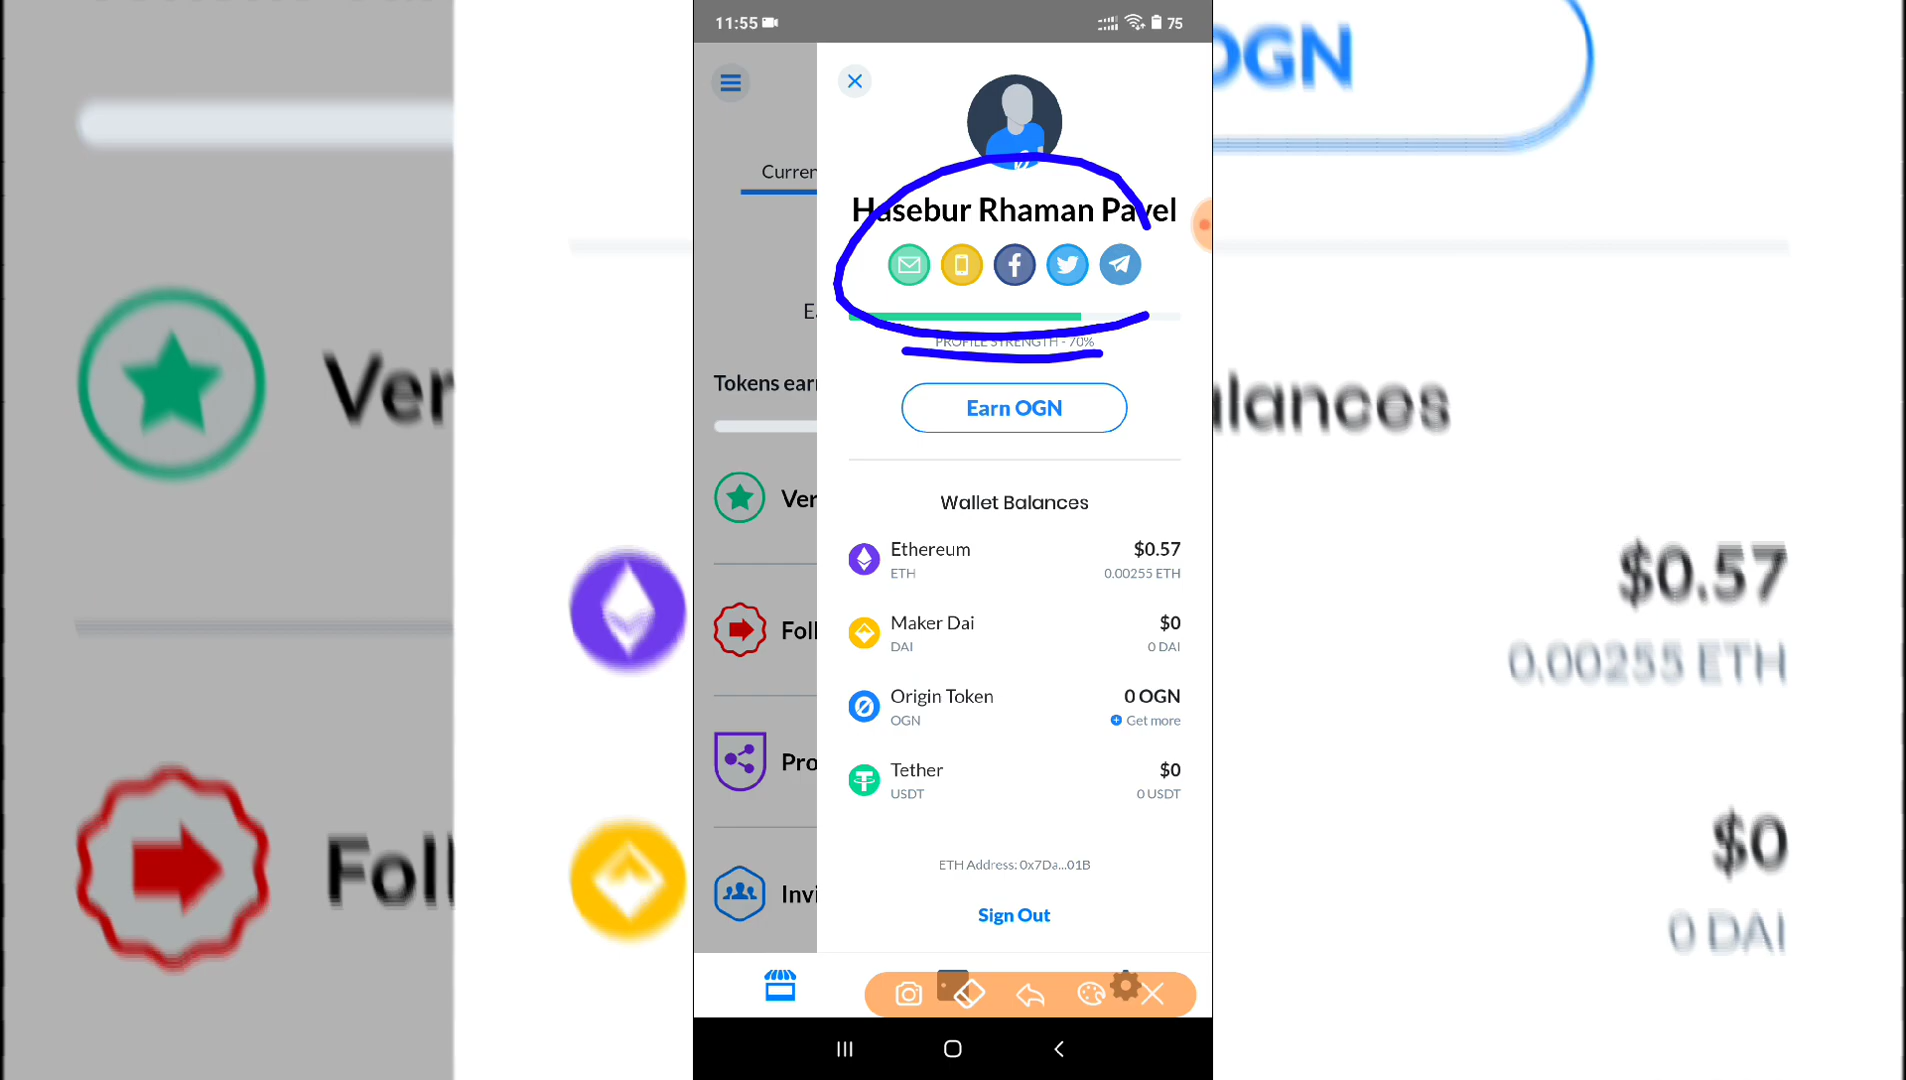 11:55
75
Curren
Hasebur Rhaman Pavel
E.
PROFILE STRENGTH - 70%
Tokens ear
Earn OGN
Ver
Wallet Balances
Ethereum
$0.57
ETH
0.00255 ETH
Foll
Maker Dai
$0
DAI
0 DAI
Origin Token
0 OGN
OGN
Get more
Pro
Tether
$0
USDT
0 USDT
ETH Address: 0x7Da...01B
Invi
Sign Out
OGN
Ver
alances
$0.57
0.00255 ETH
Foll
$0
0 DAI